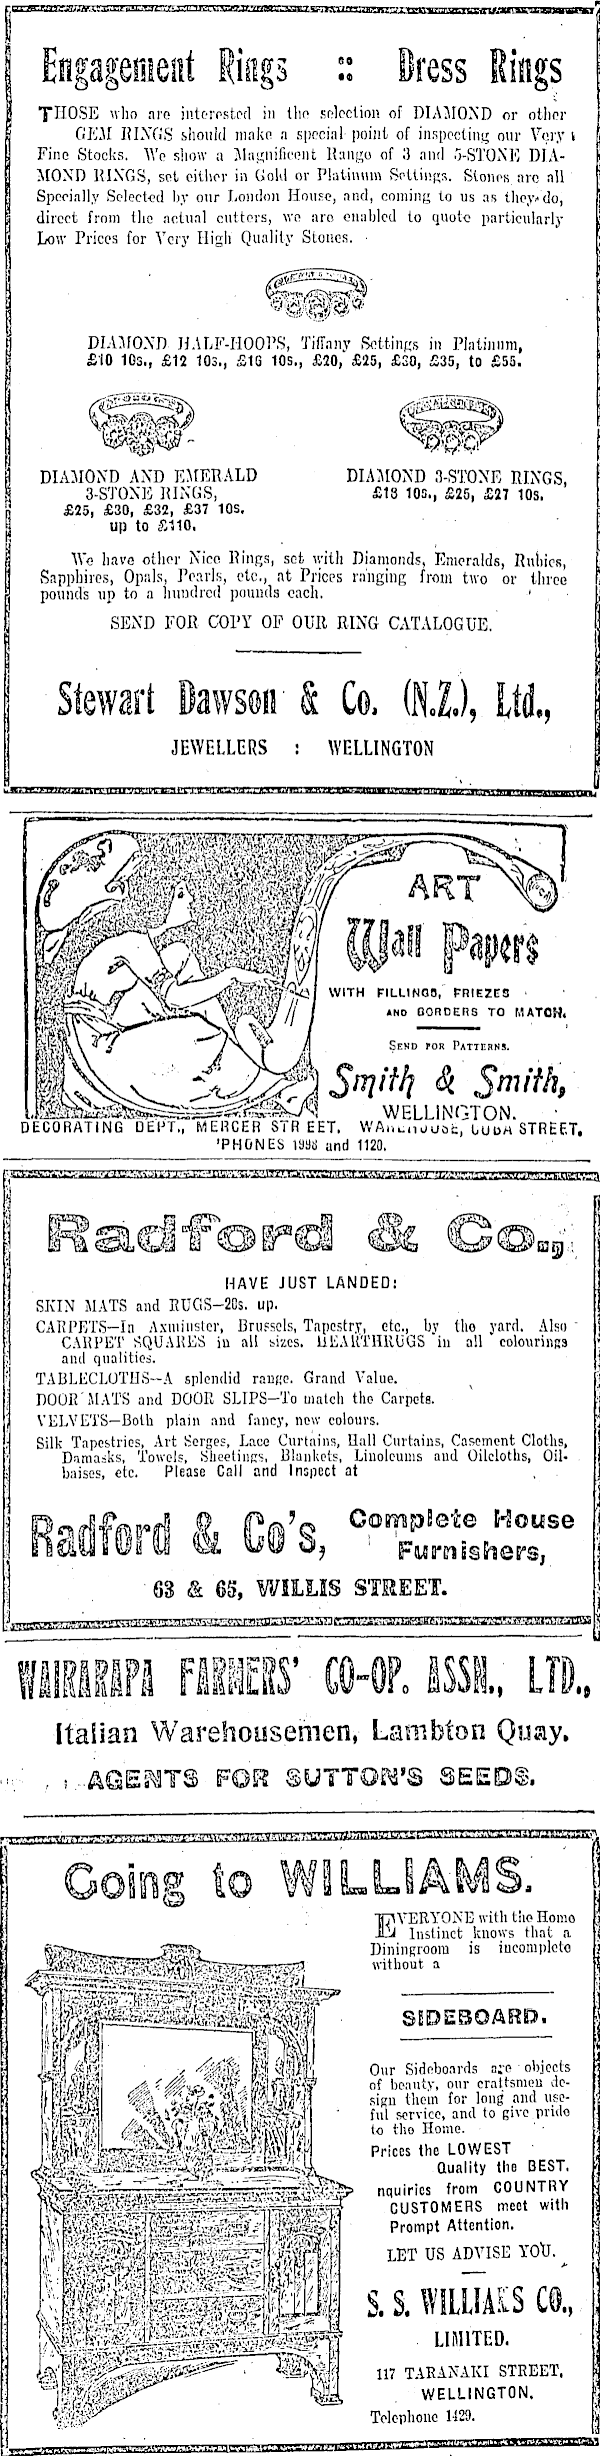 Engagement Rings :: Dress Rings
THOSE who are interested in the selection of DIAMOND or other
GEM RINGS should make a special point of inspecting our Very
Fine Stocks. We show a Magnificent Range of 3 and 5-STONE DIA-
MOND RINGS, set either in Gold or Platinum Settings. Stones are all
Specially Selected by our London House, and, coming to us as they do,
direct from the actual cutters, we are enabled to quote particularly
Low Prices for Very High Quality Stones.
DIAMOND HALF-HOOPS, Tiffany Settings in Platinum,
£10 10s., £12 10s., £16 10s., £20, £25, £30, £35, to £55.
DIAMOND AND EMERALD
3-STONE RINGS,
£25, £30, £32, £37 10s.
up to £110.
DIAMOND 3-STONE RINGS,
£18 10s., £25, £27 10s.
We have other Nice Rings, set with Diamonds, Emeralds, Rubies,
Sapphires, Opals, Pearls, etc., at Prices ranging from two or three
pounds up to a hundred pounds each.
SEND FOR COPY OF OUR RING CATALOGUE.
Stewart Dawson & Co. (N.Z.), Ltd.,
JEWELLERS : WELLINGTON
ART
Wall Papers
WITH FILLINGS, FRIEZES
AND BORDERS TO MATCH.
SEND FOR PATTERNS.
Smith & Smith,
WELLINGTON.
DECORATING DEPT., MERCER STREET. WAREHOUSE, CUBA STREET.
'PHONES 1998 and 1120.
Radford & Co.,
HAVE JUST LANDED:
SKIN MATS and RUGS—20s. up.
CARPETS—In Axminster, Brussels, Tapestry, etc., by the yard. Also
CARPET SQUARES in all sizes. HEARTHRUGS in all colourings
and qualities.
TABLECLOTHS—A splendid range. Grand Value.
DOOR MATS and DOOR SLIPS—To match the Carpets.
VELVETS—Both plain and fancy, new colours.
Silk Tapestries, Art Serges, Lace Curtains, Hall Curtains, Casement Cloths,
Damasks, Towels, Sheetings, Blankets, Linoleums and Oilcloths, Oil-
baises, etc. Please Call and Inspect at
Radford & Co's, Complete House
Furnishers,
63 & 65, WILLIS STREET.
WAIRARAPA FARMERS' CO-OP. ASSN., LTD.,
Italian Warehousemen, Lambton Quay.
AGENTS FOR SUTTON'S SEEDS.
Going to WILLIAMS.
EVERYONE with the Home
Instinct knows that a
Diningroom is incomplete
without a
SIDEBOARD.
Our Sideboards are objects
of beauty, our craftsmen de-
sign them for long and use-
ful service, and to give pride
to the Home.
Prices the LOWEST
Quality the BEST.
nquiries from COUNTRY
CUSTOMERS meet with
Prompt Attention.
LET US ADVISE YOU.
S. S. WILLIAMS CO.,
LIMITED.
117 TARANAKI STREET,
WELLINGTON.
Telephone 1429.